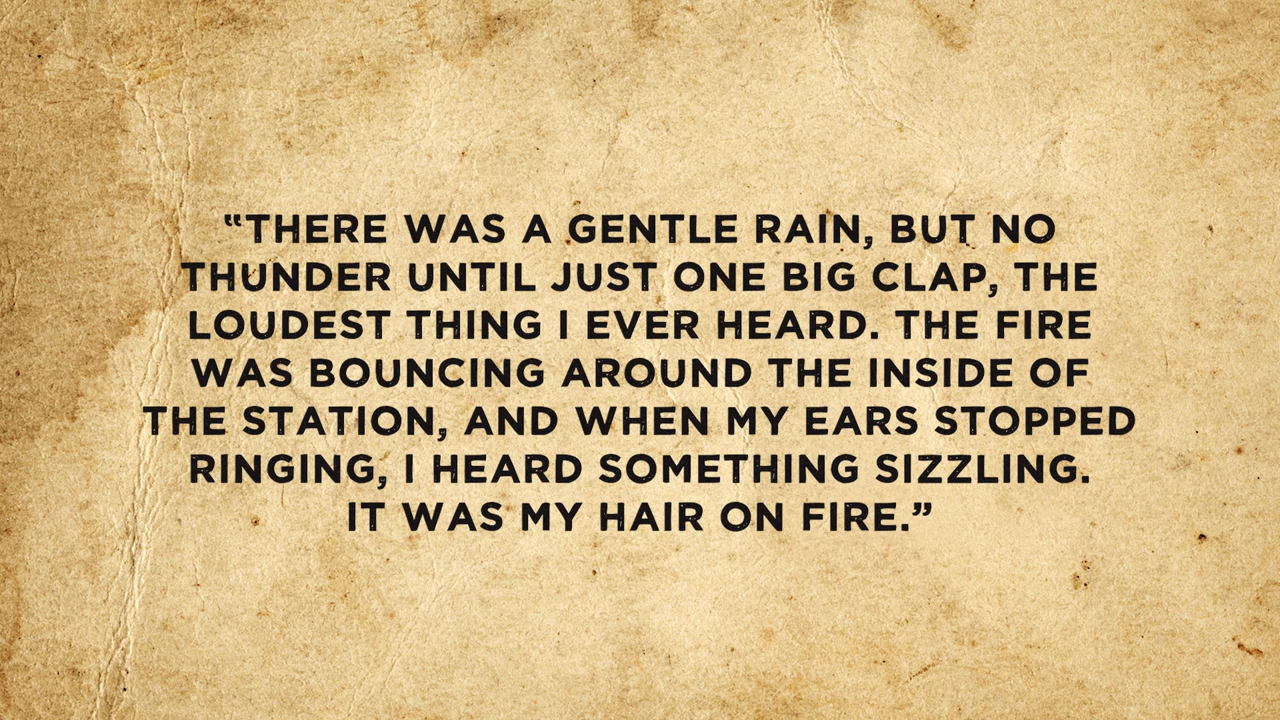 “THERE WAS A GENTLE RAIN, BUT NO
THUNDER UNTIL JUST ONE BIG CLAP, THE
LOUDEST THING I EVER HEARD. THE FIRE
WAS BOUNCING AROUND THE INSIDE OF
THE STATION, AND WHEN MY EARS STOPPED
RINGING, I HEARD SOMETHING SIZZLING.
IT WAS MY HAIR ON FIRE.”